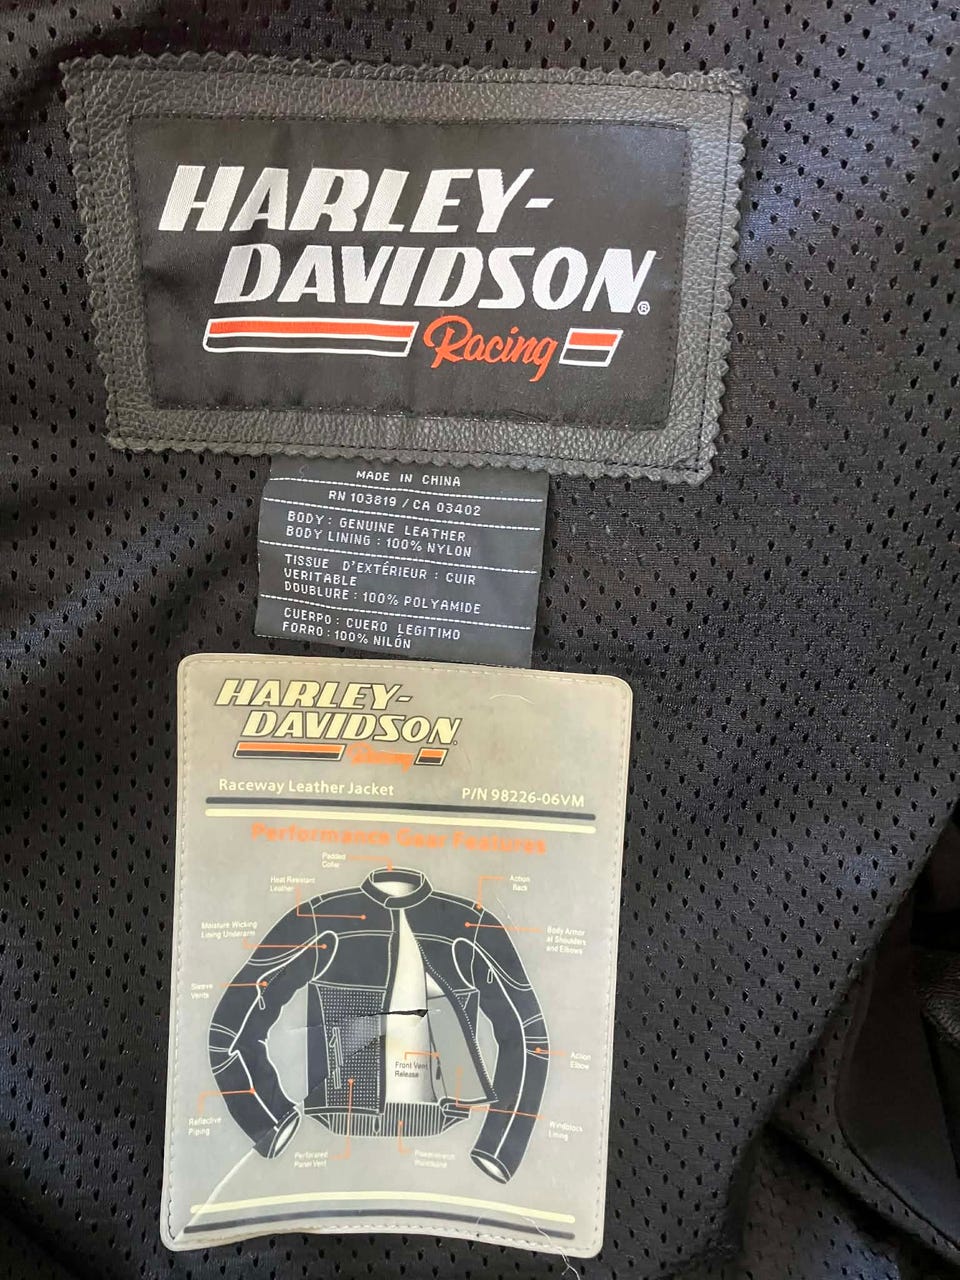 HARLEY-
DAVIDSON®
Racing
MADE IN CHINA
RN 103819 / CA 03402
BODY : GENUINE LEATHER
BODY LINING : 100% NYLON
TISSUE D'EXTÉRIEUR : CUIR
VERITABLE
DOUBLURE : 100% POLYAMIDE
CUERPO : CUERO LEGITIMO
FORRO : 100% NILÓN
HARLEY-
DAVIDSON
Racing
Raceway Leather Jacket
P/N 98226-06VM
Performance Gear Features
Padded
Collar
Heat Resistant
Leather
Action
Back
Moisture Wicking
Lining Underarm
Body Armor
at Shoulders
and Elbows
Sleeve
Vents
Front Vent
Release
Action
Elbow
Reflective
Piping
Windblock
Lining
Perforated
Panel Vent